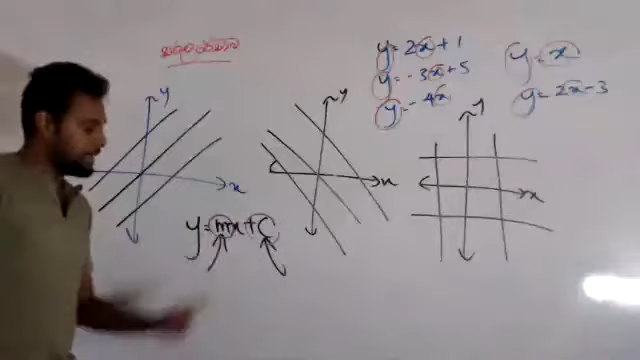 y = 2x + 1
y = -3x + 5
y = -4x
y = x
y = 2x - 3
y
x
y
x
y
x
y = mx + c